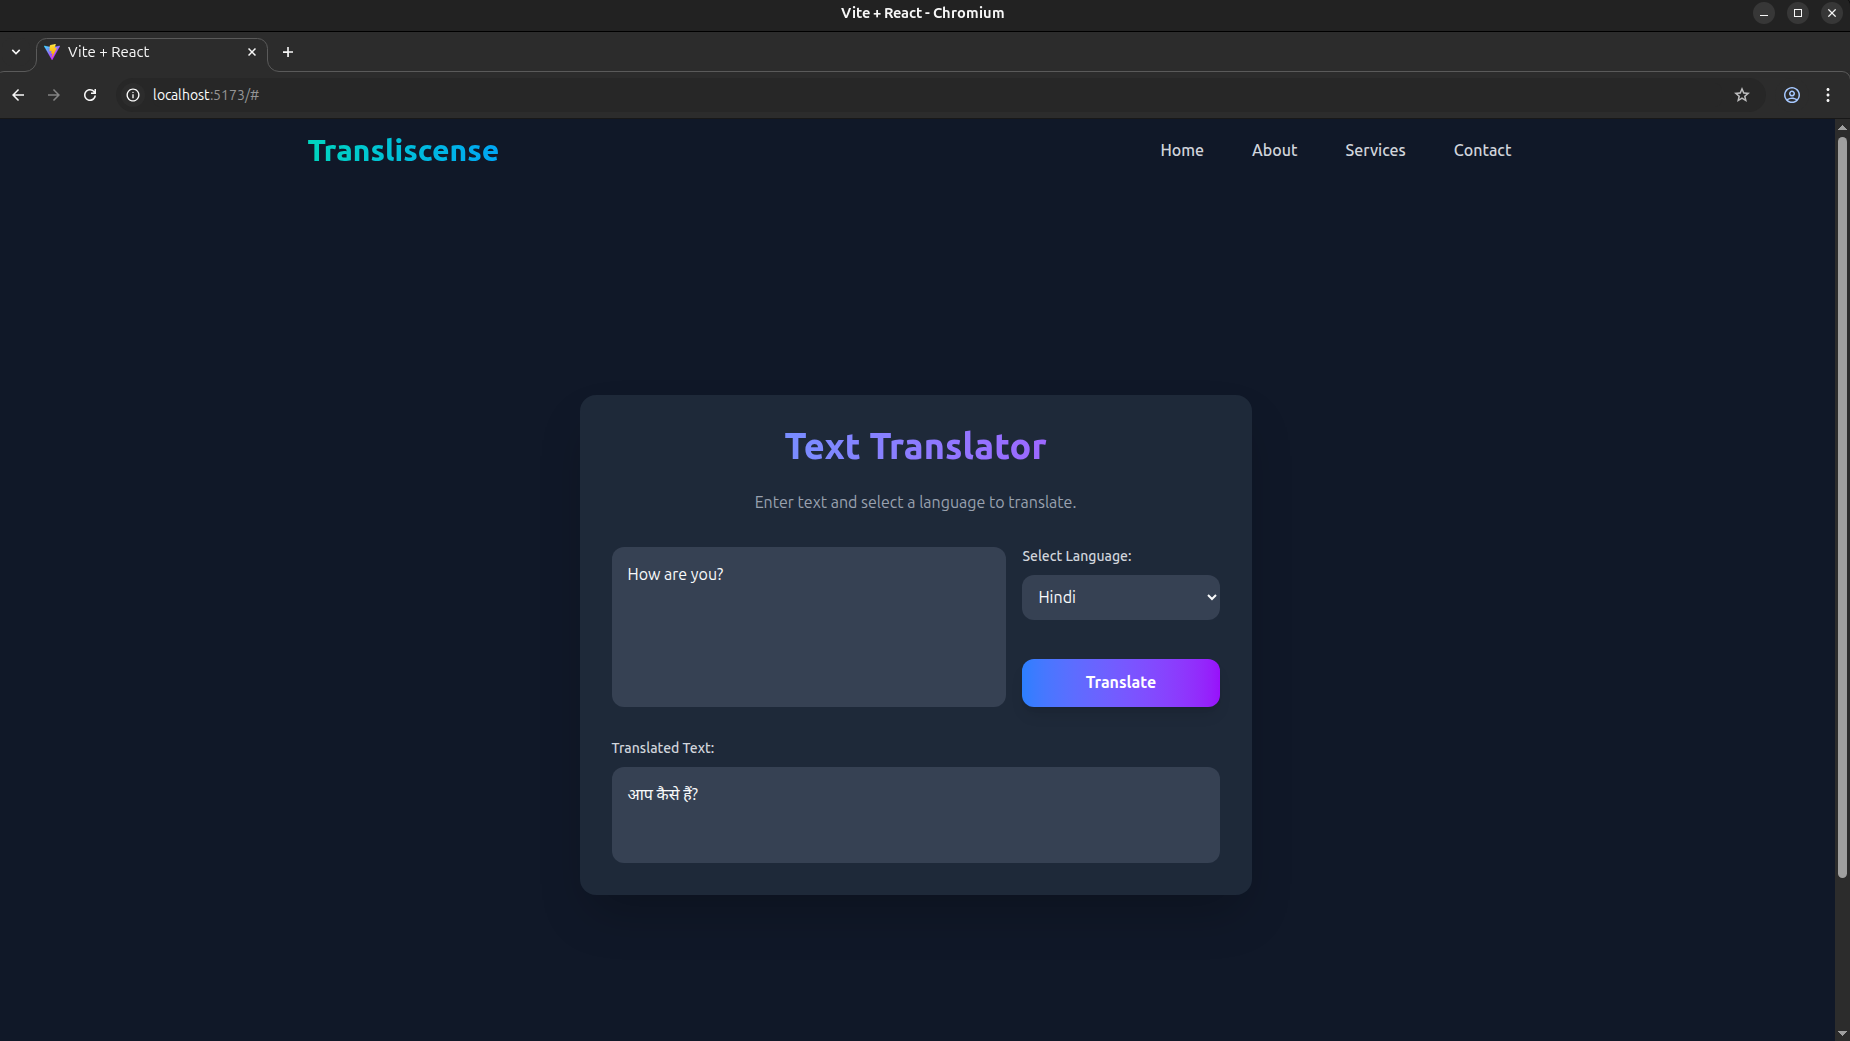 Vite + React - Chromium
Vite + React
localhost:5173/#
Transliscense
Home About Services Contact
Text Translator
Enter text and select a language to translate.
How are you?
Select Language:
Hindi
Translate
Translated Text:
आप कैसे हैं?